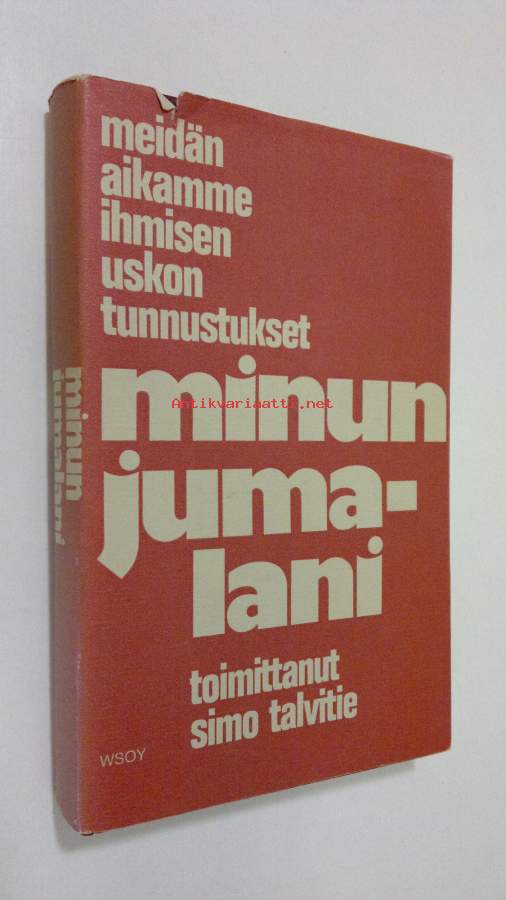 meidän
aikamme
ihmisen
uskon
tunnustukset
minun
juma-
lani
toimittanut
simo talvitie
WSOY
minun
jumalani
Antikvariaatti.net